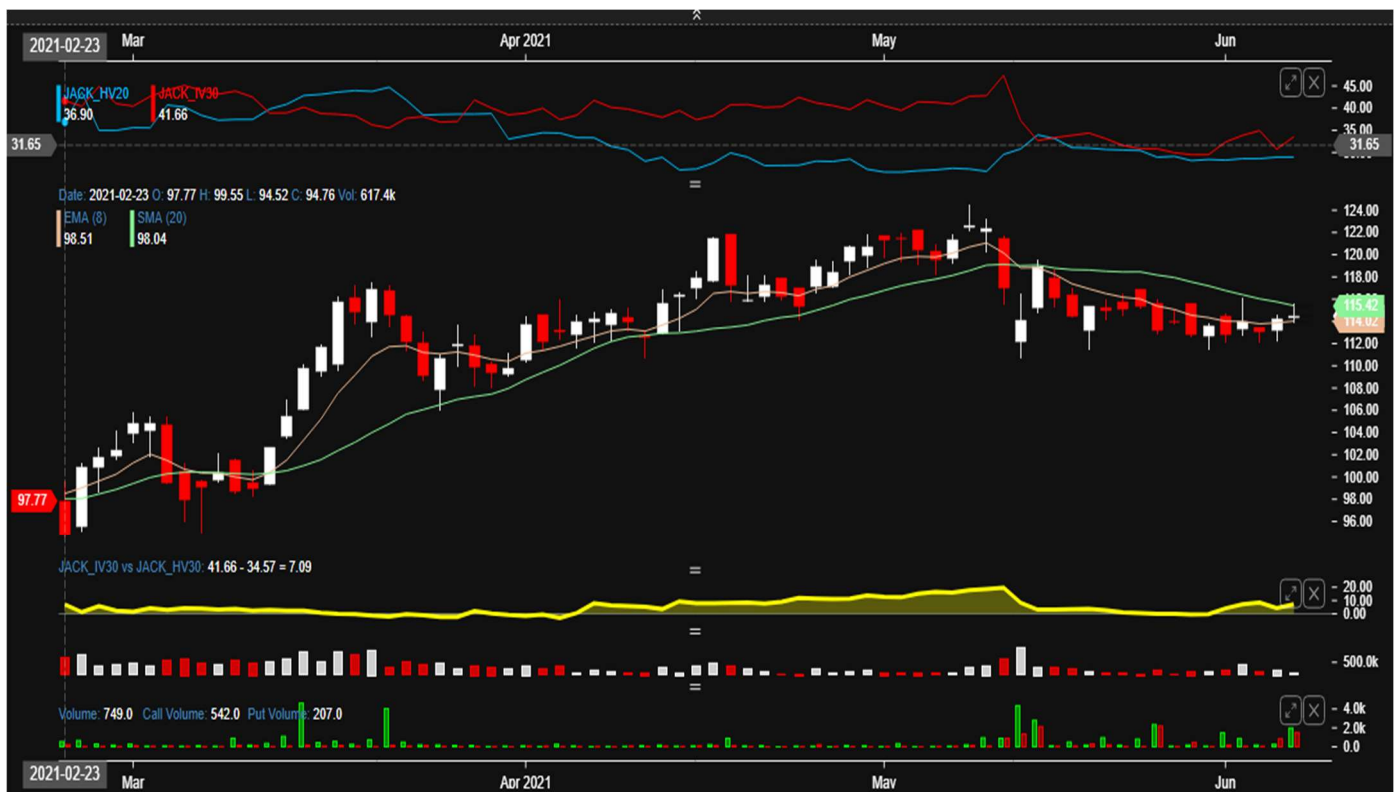 2021-02-23 Mar Apr 2021 May Jun
JACK_HV20 JACK_IV30
36.90 41.66
45.00
40.00
35.00
31.65 31.65
Date: 2021-02-23 O: 97.77 H: 99.55 L: 94.52 C: 94.76 Vol: 617.4k
EMA (8) SMA (20)
98.51 98.04
124.00
122.00
120.00
118.00
115.42
114.02
112.00
110.00
108.00
106.00
104.00
102.00
100.00
98.00
97.77
96.00
JACK_IV30 vs JACK_HV30: 41.66 - 34.57 = 7.09
20.00
10.00
0.00
500.0k
Volume: 749.0 Call Volume: 542.0 Put Volume: 207.0
4.0k
2.0k
0.0
2021-02-23 Mar Apr 2021 May Jun